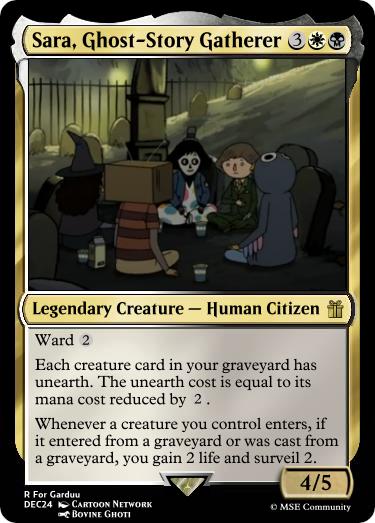 Sara, Ghost-Story Gatherer 3
Legendary Creature — Human Citizen
Ward 2
Each creature card in your graveyard has
unearth. The unearth cost is equal to its
mana cost reduced by 2 .
Whenever a creature you control enters, if
it entered from a graveyard or was cast from
a graveyard, you gain 2 life and surveil 2.
4/5
R For Garduu
DEC24 Cartoon Network
Bovine Ghoti
© MSE Community